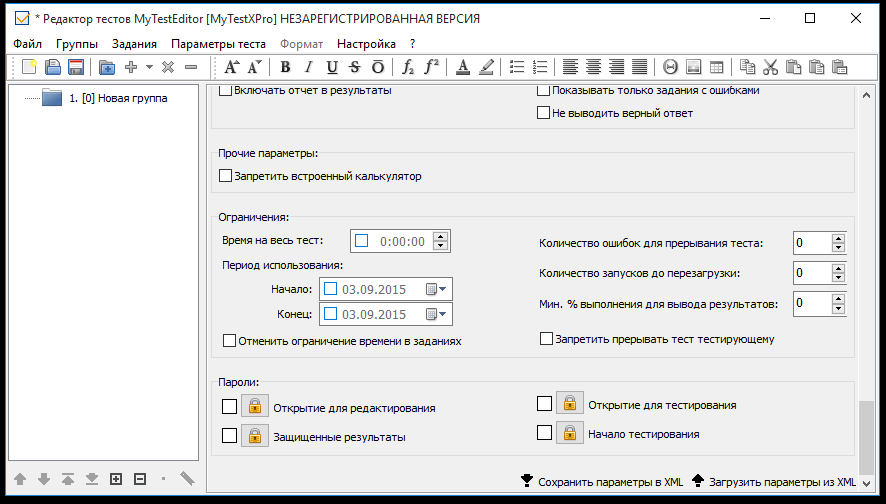 * Редактор тестов MyTestEditor [MyTestXPro] НЕЗАРЕГИСТРИРОВАННАЯ ВЕРСИЯ
Файл Группы Задания Параметры теста Формат Настройка ?
A A B I U S O f2 f2 A
1. [0] Новая группа
Включать отчет в результаты
Показывать только задания с ошибками
Не выводить верный ответ
Прочие параметры:
Запретить встроенный калькулятор
Ограничения:
Время на весь тест: 0:00:00
Количество ошибок для прерывания теста: 0
Период использования:
Количество запусков до перезагрузки: 0
Начало: 03.09.2015
Мин. % выполнения для вывода результатов: 0
Конец: 03.09.2015
Отменить ограничение времени в заданиях
Запретить прерывать тест тестирующему
Пароли:
Открытие для редактирования
Открытие для тестирования
Защищенные результаты
Начало тестирования
Сохранить параметры в XML Загрузить параметры из XML